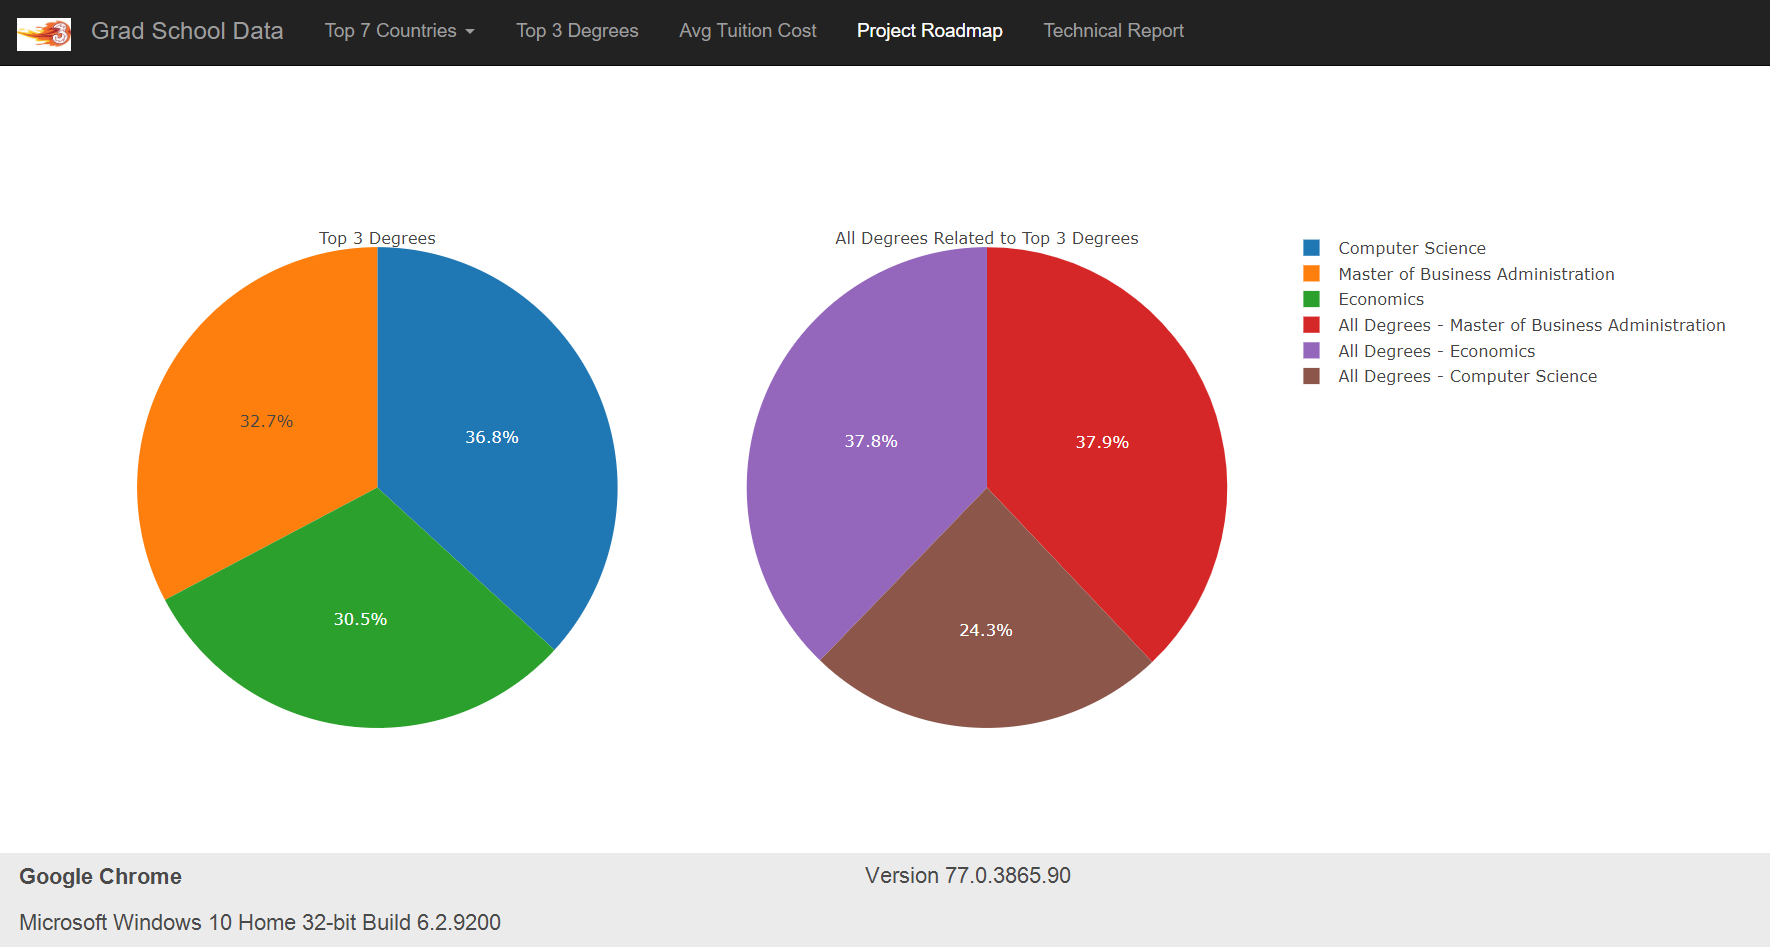 3 Grad School Data Top 7 Countries Top 3 Degrees Avg Tuition Cost Project Roadmap Technical Report
Top 3 Degrees
32.7%
36.8%
30.5%
All Degrees Related to Top 3 Degrees
37.8%
37.9%
24.3%
Computer Science
Master of Business Administration
Economics
All Degrees - Master of Business Administration
All Degrees - Economics
All Degrees - Computer Science
Google Chrome Version 77.0.3865.90
Microsoft Windows 10 Home 32-bit Build 6.2.9200